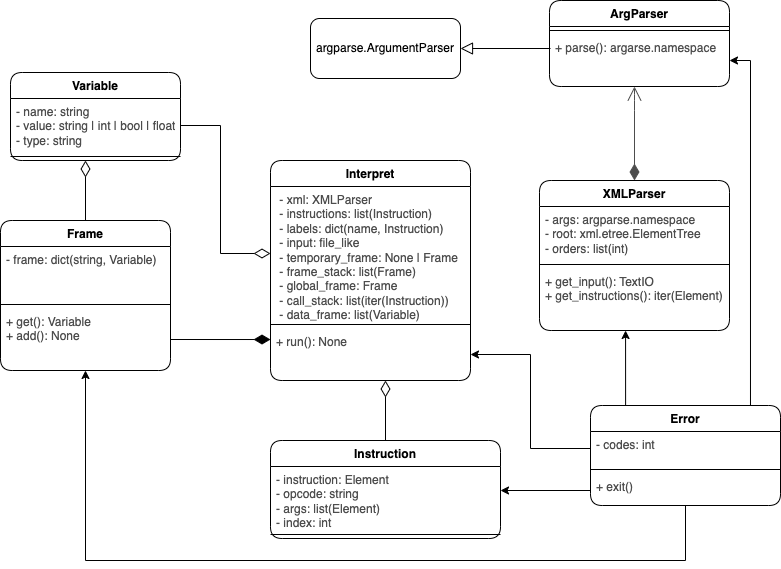 ArgParser
+ parse(): argarse.namespace
argparse.ArgumentParser
Variable
- name: string
- value: string | int | bool | float
- type: string
Interpret
- xml: XMLParser
- instructions: list(Instruction)
- labels: dict(name, Instruction)
- input: file_like
- temporary_frame: None | Frame
- frame_stack: list(Frame)
- global_frame: Frame
- call_stack: list(iter(Instruction))
- data_frame: list(Variable)
+ run(): None
XMLParser
- args: argparse.namespace
- root: xml.etree.ElementTree
- orders: list(int)
+ get_input(): TextIO
+ get_instructions(): iter(Element)
Frame
- frame: dict(string, Variable)
+ get(): Variable
+ add(): None
Error
- codes: int
+ exit()
Instruction
- instruction: Element
- opcode: string
- args: list(Element)
- index: int